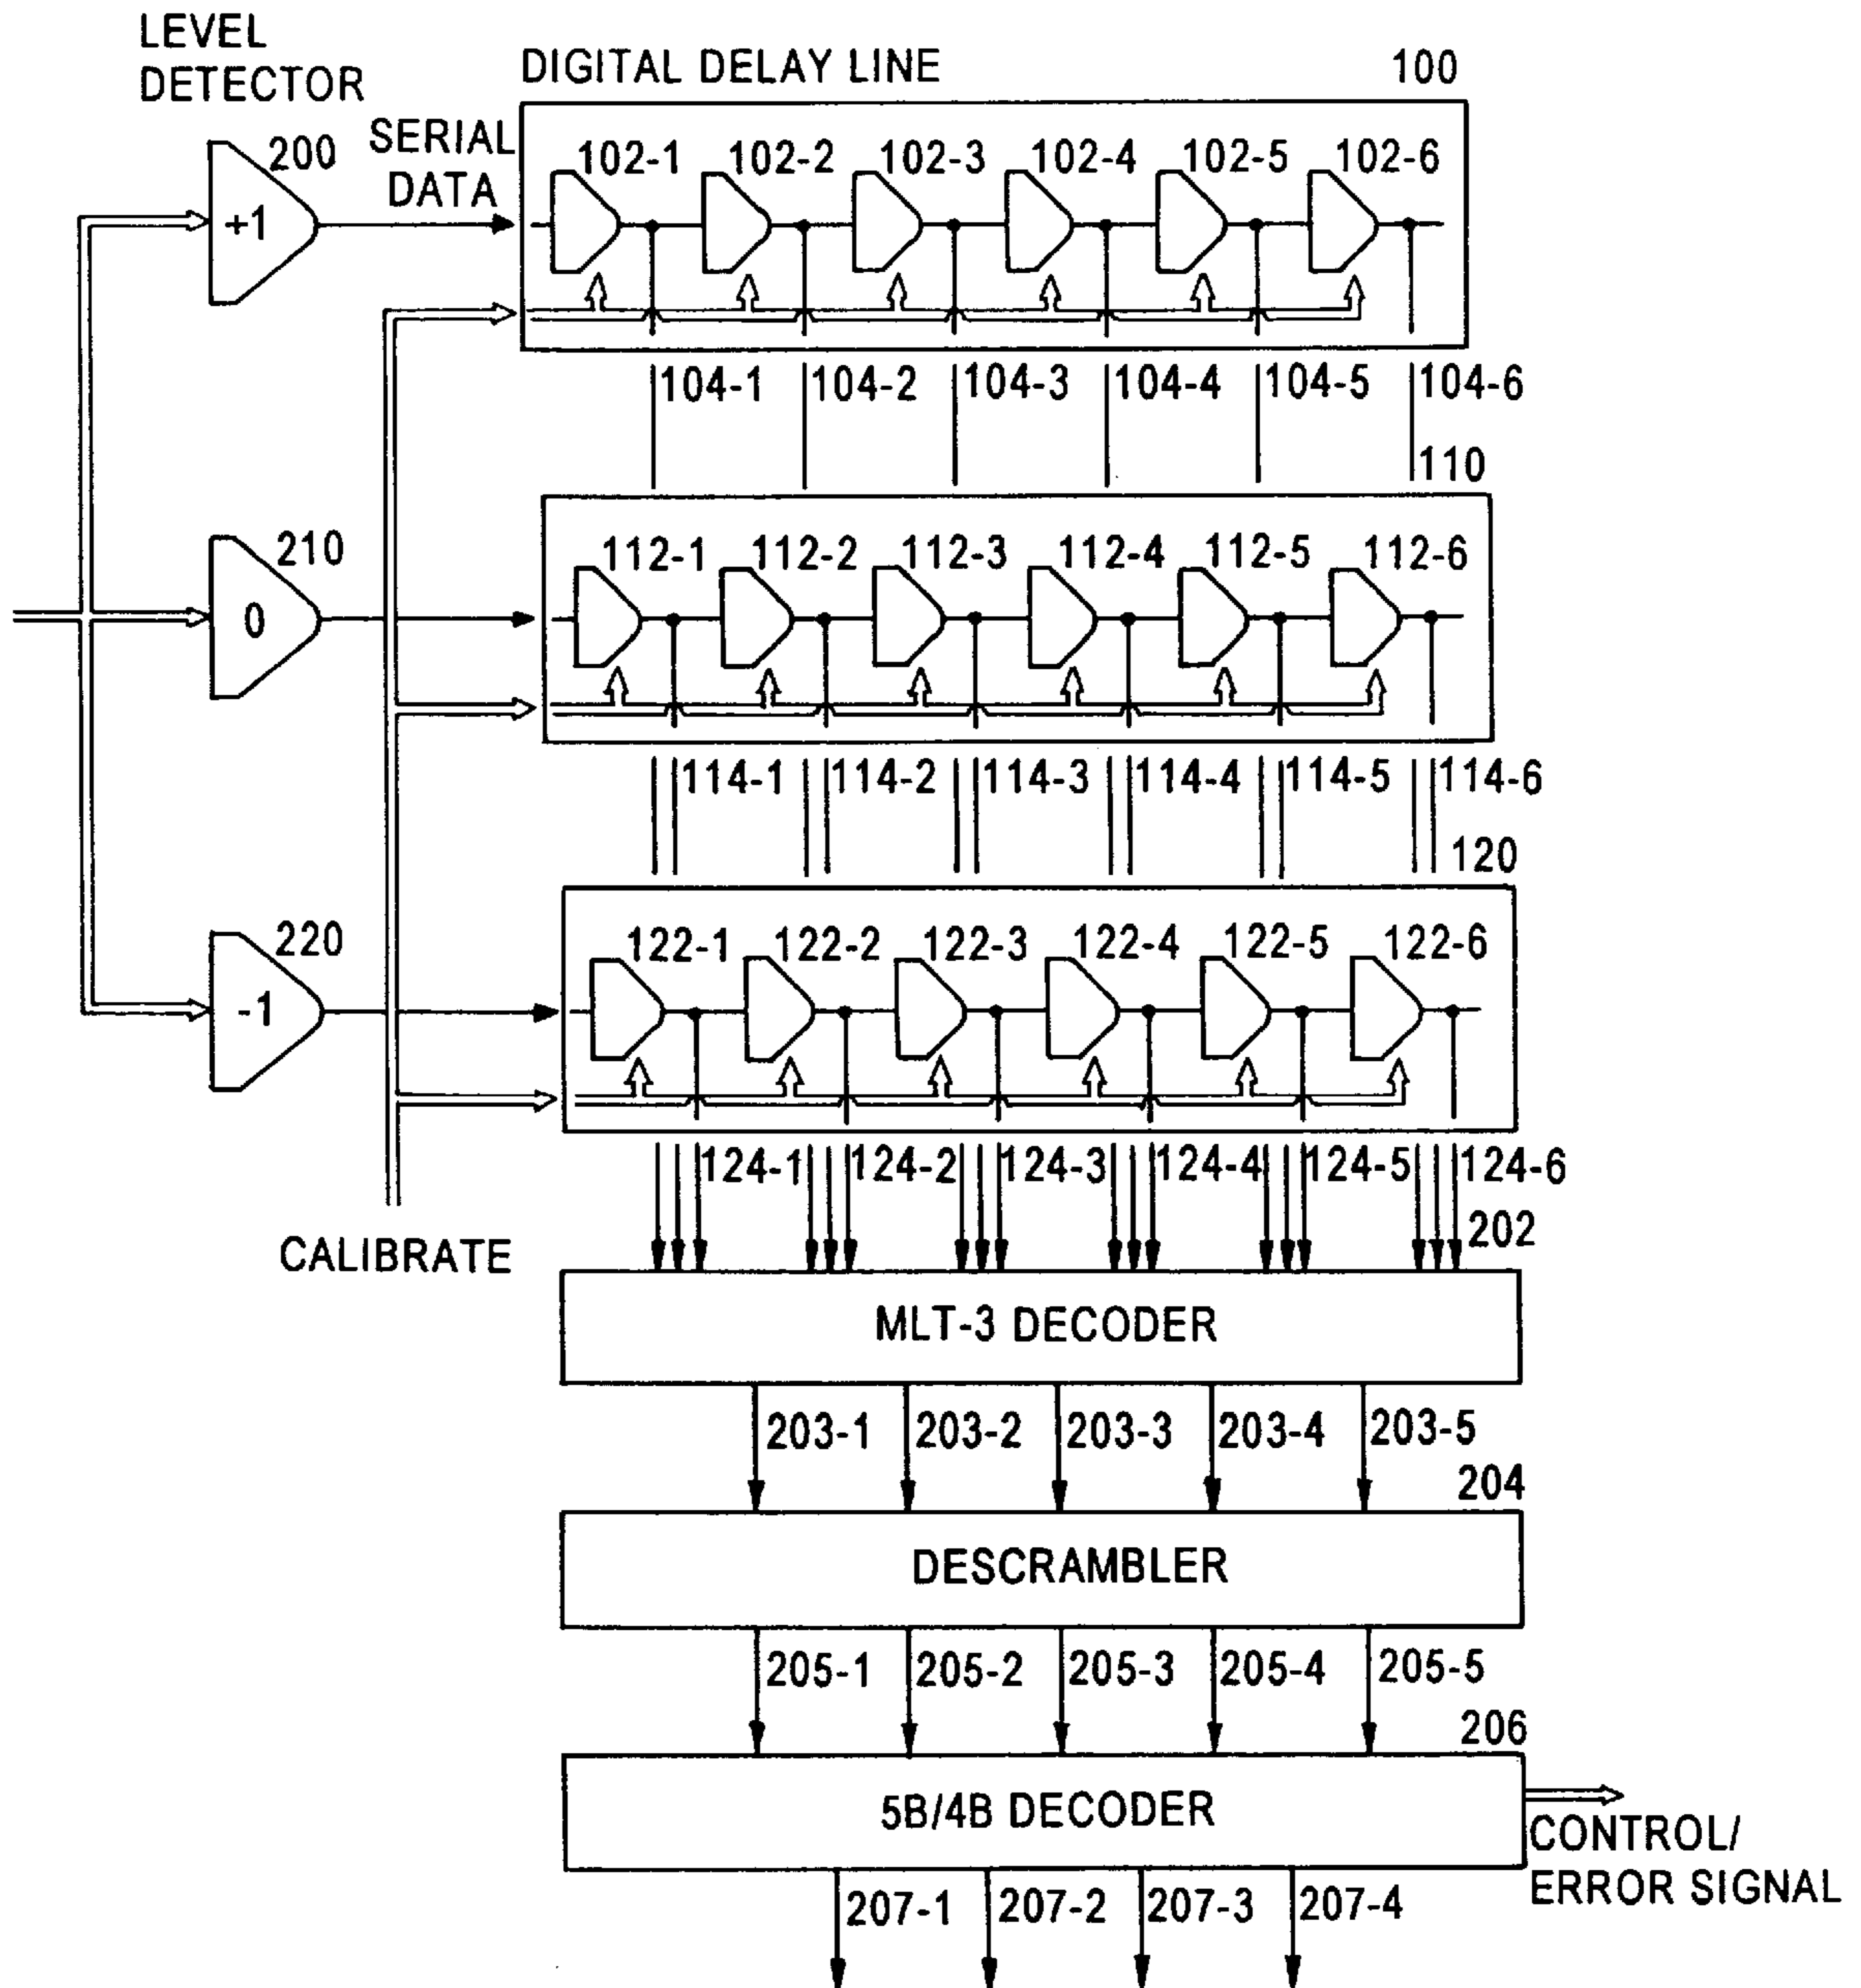 LEVEL
DETECTOR
DIGITAL DELAY LINE
100
200
SERIAL
DATA
+1
102-1 102-2 102-3 102-4 102-5 102-6
104-1 104-2 104-3 104-4 104-5 104-6
110
210
0
112-1 112-2 112-3 112-4 112-5 112-6
114-1 114-2 114-3 114-4 114-5 114-6
120
220
-1
122-1 122-2 122-3 122-4 122-5 122-6
124-1 124-2 124-3 124-4 124-5 124-6
202
CALIBRATE
MLT-3 DECODER
203-1 203-2 203-3 203-4 203-5
204
DESCRAMBLER
205-1 205-2 205-3 205-4 205-5
206
5B/4B DECODER
CONTROL/
ERROR SIGNAL
207-1 207-2 207-3 207-4